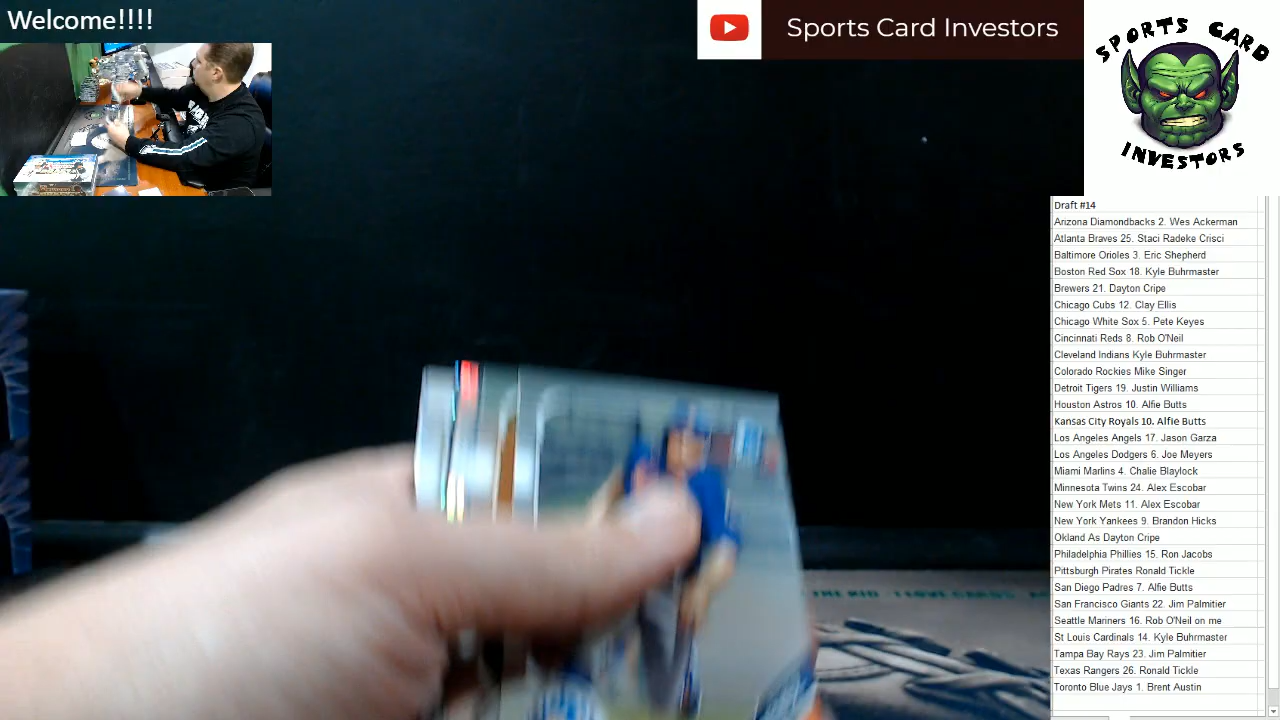 Welcome!!!!
Sports Card Investors
SPORTS CARD
INVESTORS
Draft #14
Arizona Diamondbacks 2. Wes Ackerman
Atlanta Braves 25. Staci Radeke Crisci
Baltimore Orioles 3. Eric Shepherd
Boston Red Sox 18. Kyle Buhrmaster
Brewers 21. Dayton Cripe
Chicago Cubs 12. Clay Ellis
Chicago White Sox 5. Pete Keyes
Cincinnati Reds 8. Rob O'Neil
Cleveland Indians Kyle Buhrmaster
Colorado Rockies Mike Singer
Detroit Tigers 19. Justin Williams
Houston Astros 10. Alfie Butts
Kansas City Royals 10. Alfie Butts
Los Angeles Angels 17. Jason Garza
Los Angeles Dodgers 6. Joe Meyers
Miami Marlins 4. Chalie Blaylock
Minnesota Twins 24. Alex Escobar
New York Mets 11. Alex Escobar
New York Yankees 9. Brandon Hicks
Okland As Dayton Cripe
Philadelphia Phillies 15. Ron Jacobs
Pittsburgh Pirates Ronald Tickle
San Diego Padres 7. Alfie Butts
San Francisco Giants 22. Jim Palmitier
Seattle Mariners 16. Rob O'Neil on me
St Louis Cardinals 14. Kyle Buhrmaster
Tampa Bay Rays 23. Jim Palmitier
Texas Rangers 26. Ronald Tickle
Toronto Blue Jays 1. Brent Austin
THE KID · I LOVE CARDS